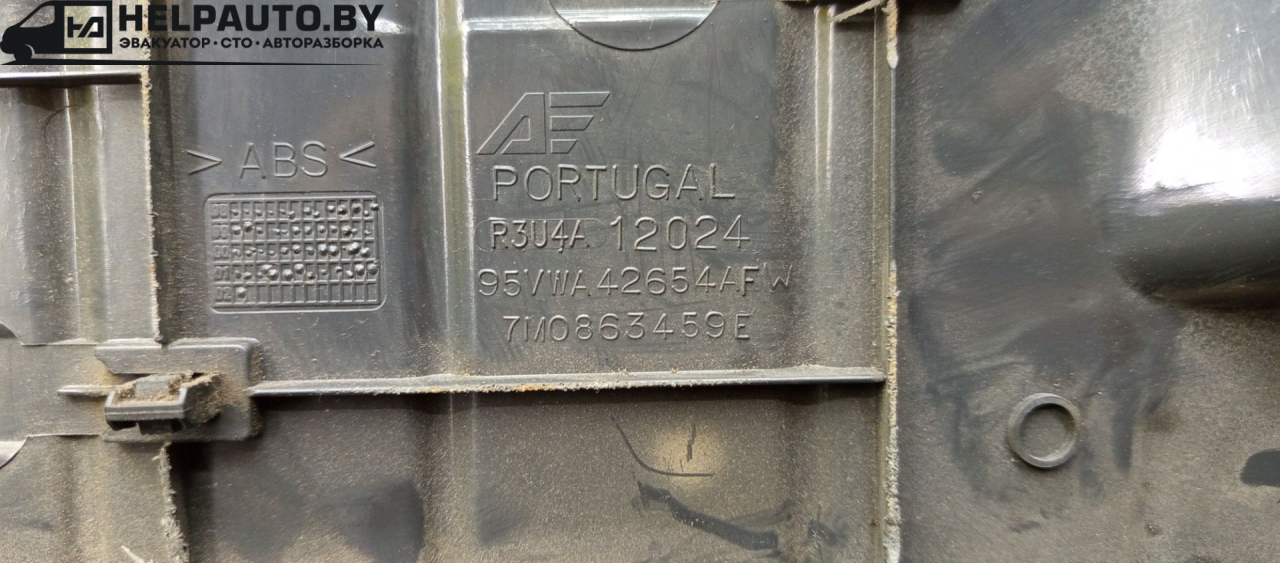 HELPAUTO.BY
ЭВАКУАТОР • СТО • АВТОРАЗБОРКА
> ABS <
AE
PORTUGAL
R3U4A 12024
95VWA42654AFW
7M0863459E